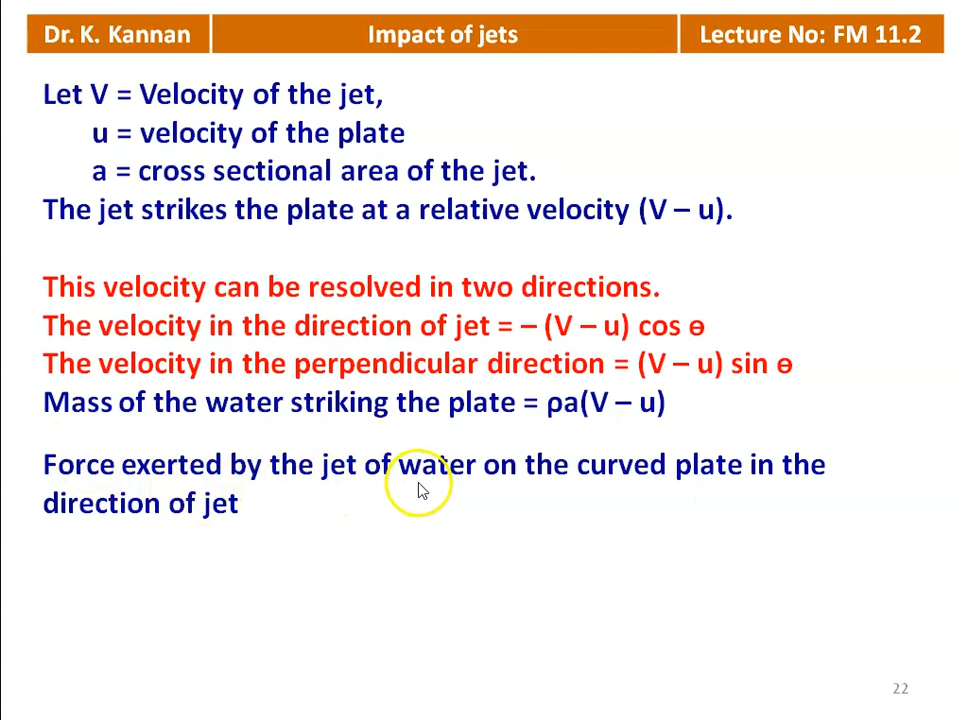 Dr. K. Kannan
Impact of jets
Lecture No: FM 11.2
Let V = Velocity of the jet,
u = velocity of the plate
a = cross sectional area of the jet.
The jet strikes the plate at a relative velocity (V – u).
This velocity can be resolved in two directions.
The velocity in the direction of jet = – (V – u) cos ɵ
The velocity in the perpendicular direction = (V – u) sin ɵ
Mass of the water striking the plate = ρa(V – u)
Force exerted by the jet of water on the curved plate in the
direction of jet
22